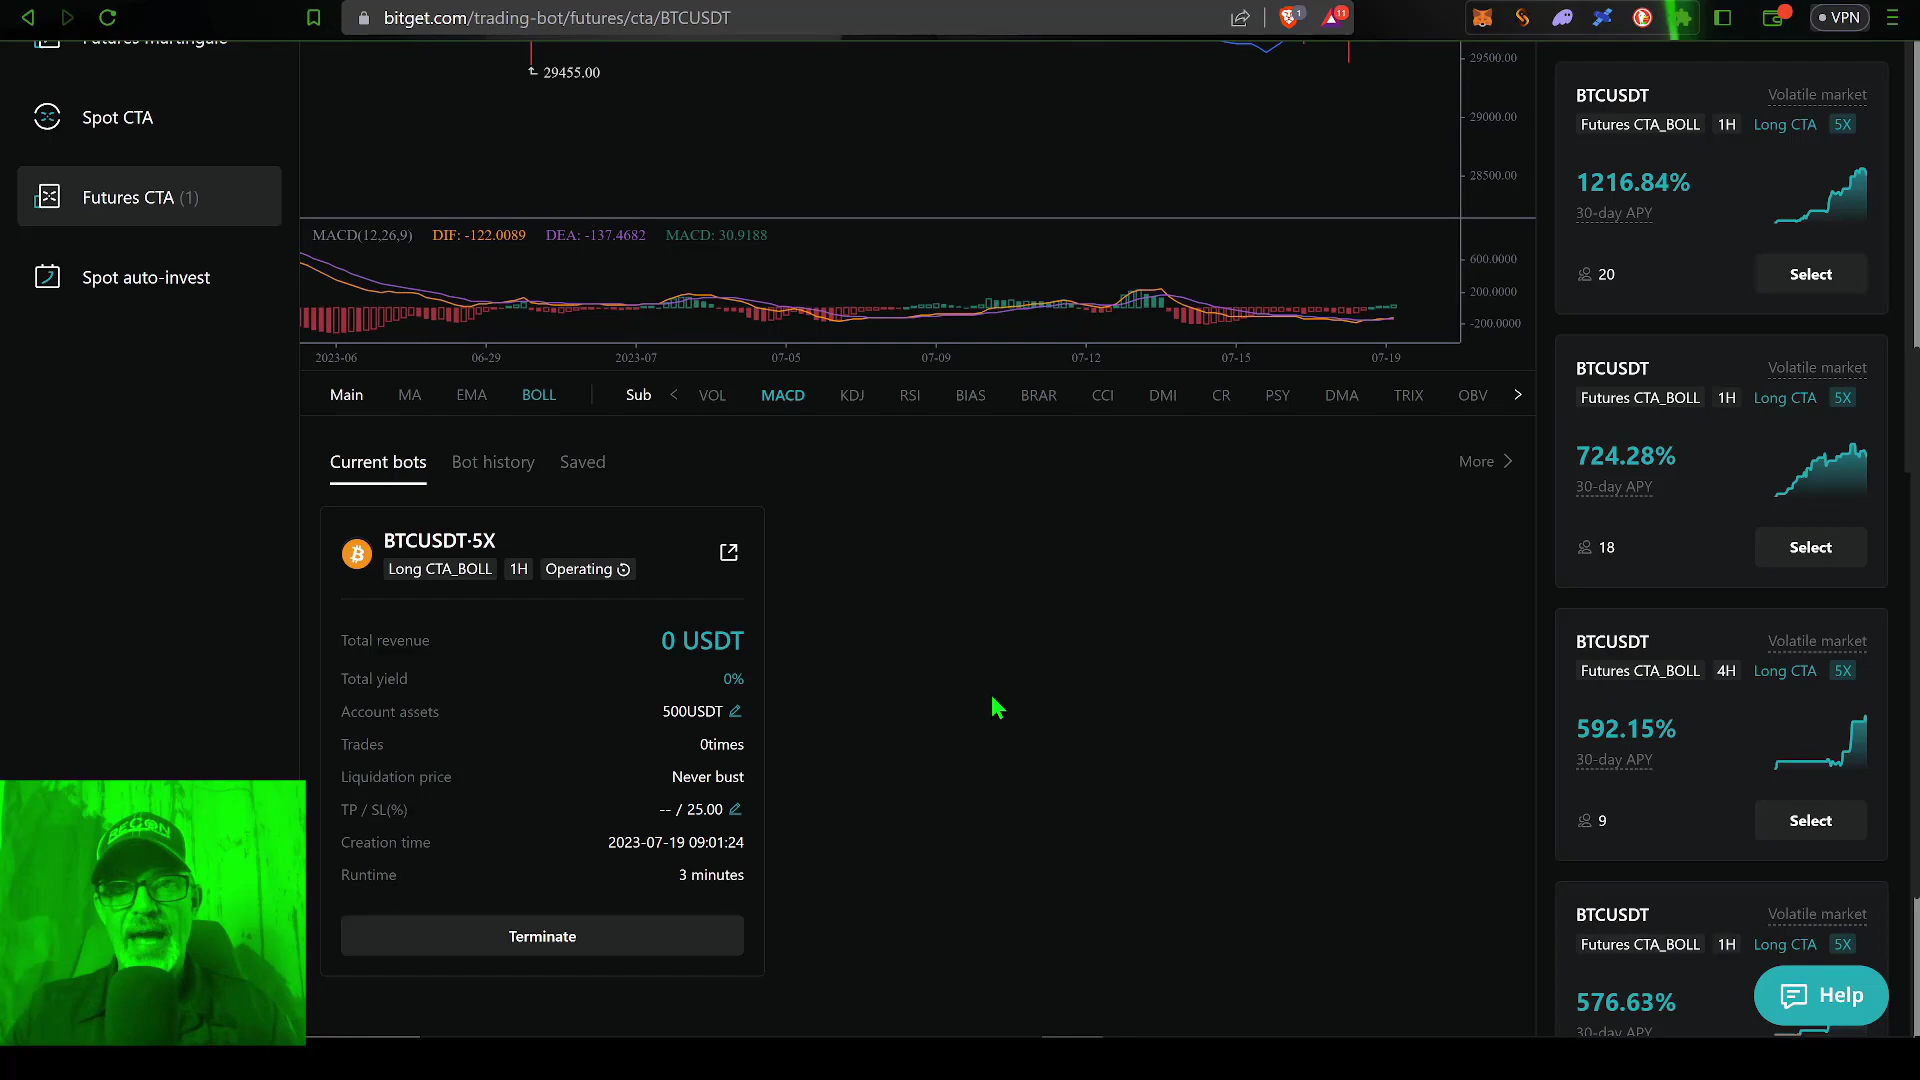 bitget.com/trading-bot/futures/cta/BTCUSDT
1
11
VPN
Futures Martingale
Spot CTA
Futures CTA (1)
Spot auto-invest
29455.00
29500.00
29000.00
28500.00
MACD(12,26,9) DIF: -122.0089 DEA: -137.4682 MACD: 30.9188
600.0000
200.0000
-200.0000
2023-06 06-29 2023-07 07-05 07-09 07-12 07-15 07-19
Main MA EMA BOLL Sub < VOL MACD KDJ RSI BIAS BRAR CCI DMI CR PSY DMA TRIX OBV >
Current bots Bot history Saved More >
BTCUSDT·5X
Long CTA_BOLL 1H Operating
Total revenue 0 USDT
Total yield 0%
Account assets 500USDT
Trades 0times
Liquidation price Never bust
TP / SL(%) -- / 25.00
Creation time 2023-07-19 09:01:24
Runtime 3 minutes
Terminate
BECON
BTCUSDT Volatile market
Futures CTA_BOLL 1H Long CTA 5X
1216.84%
30-day APY
20 Select
BTCUSDT Volatile market
Futures CTA_BOLL 1H Long CTA 5X
724.28%
30-day APY
18 Select
BTCUSDT Volatile market
Futures CTA_BOLL 4H Long CTA 5X
592.15%
30-day APY
9 Select
BTCUSDT Volatile market
Futures CTA_BOLL 1H Long CTA 5X
576.63%
30-day APY
Help